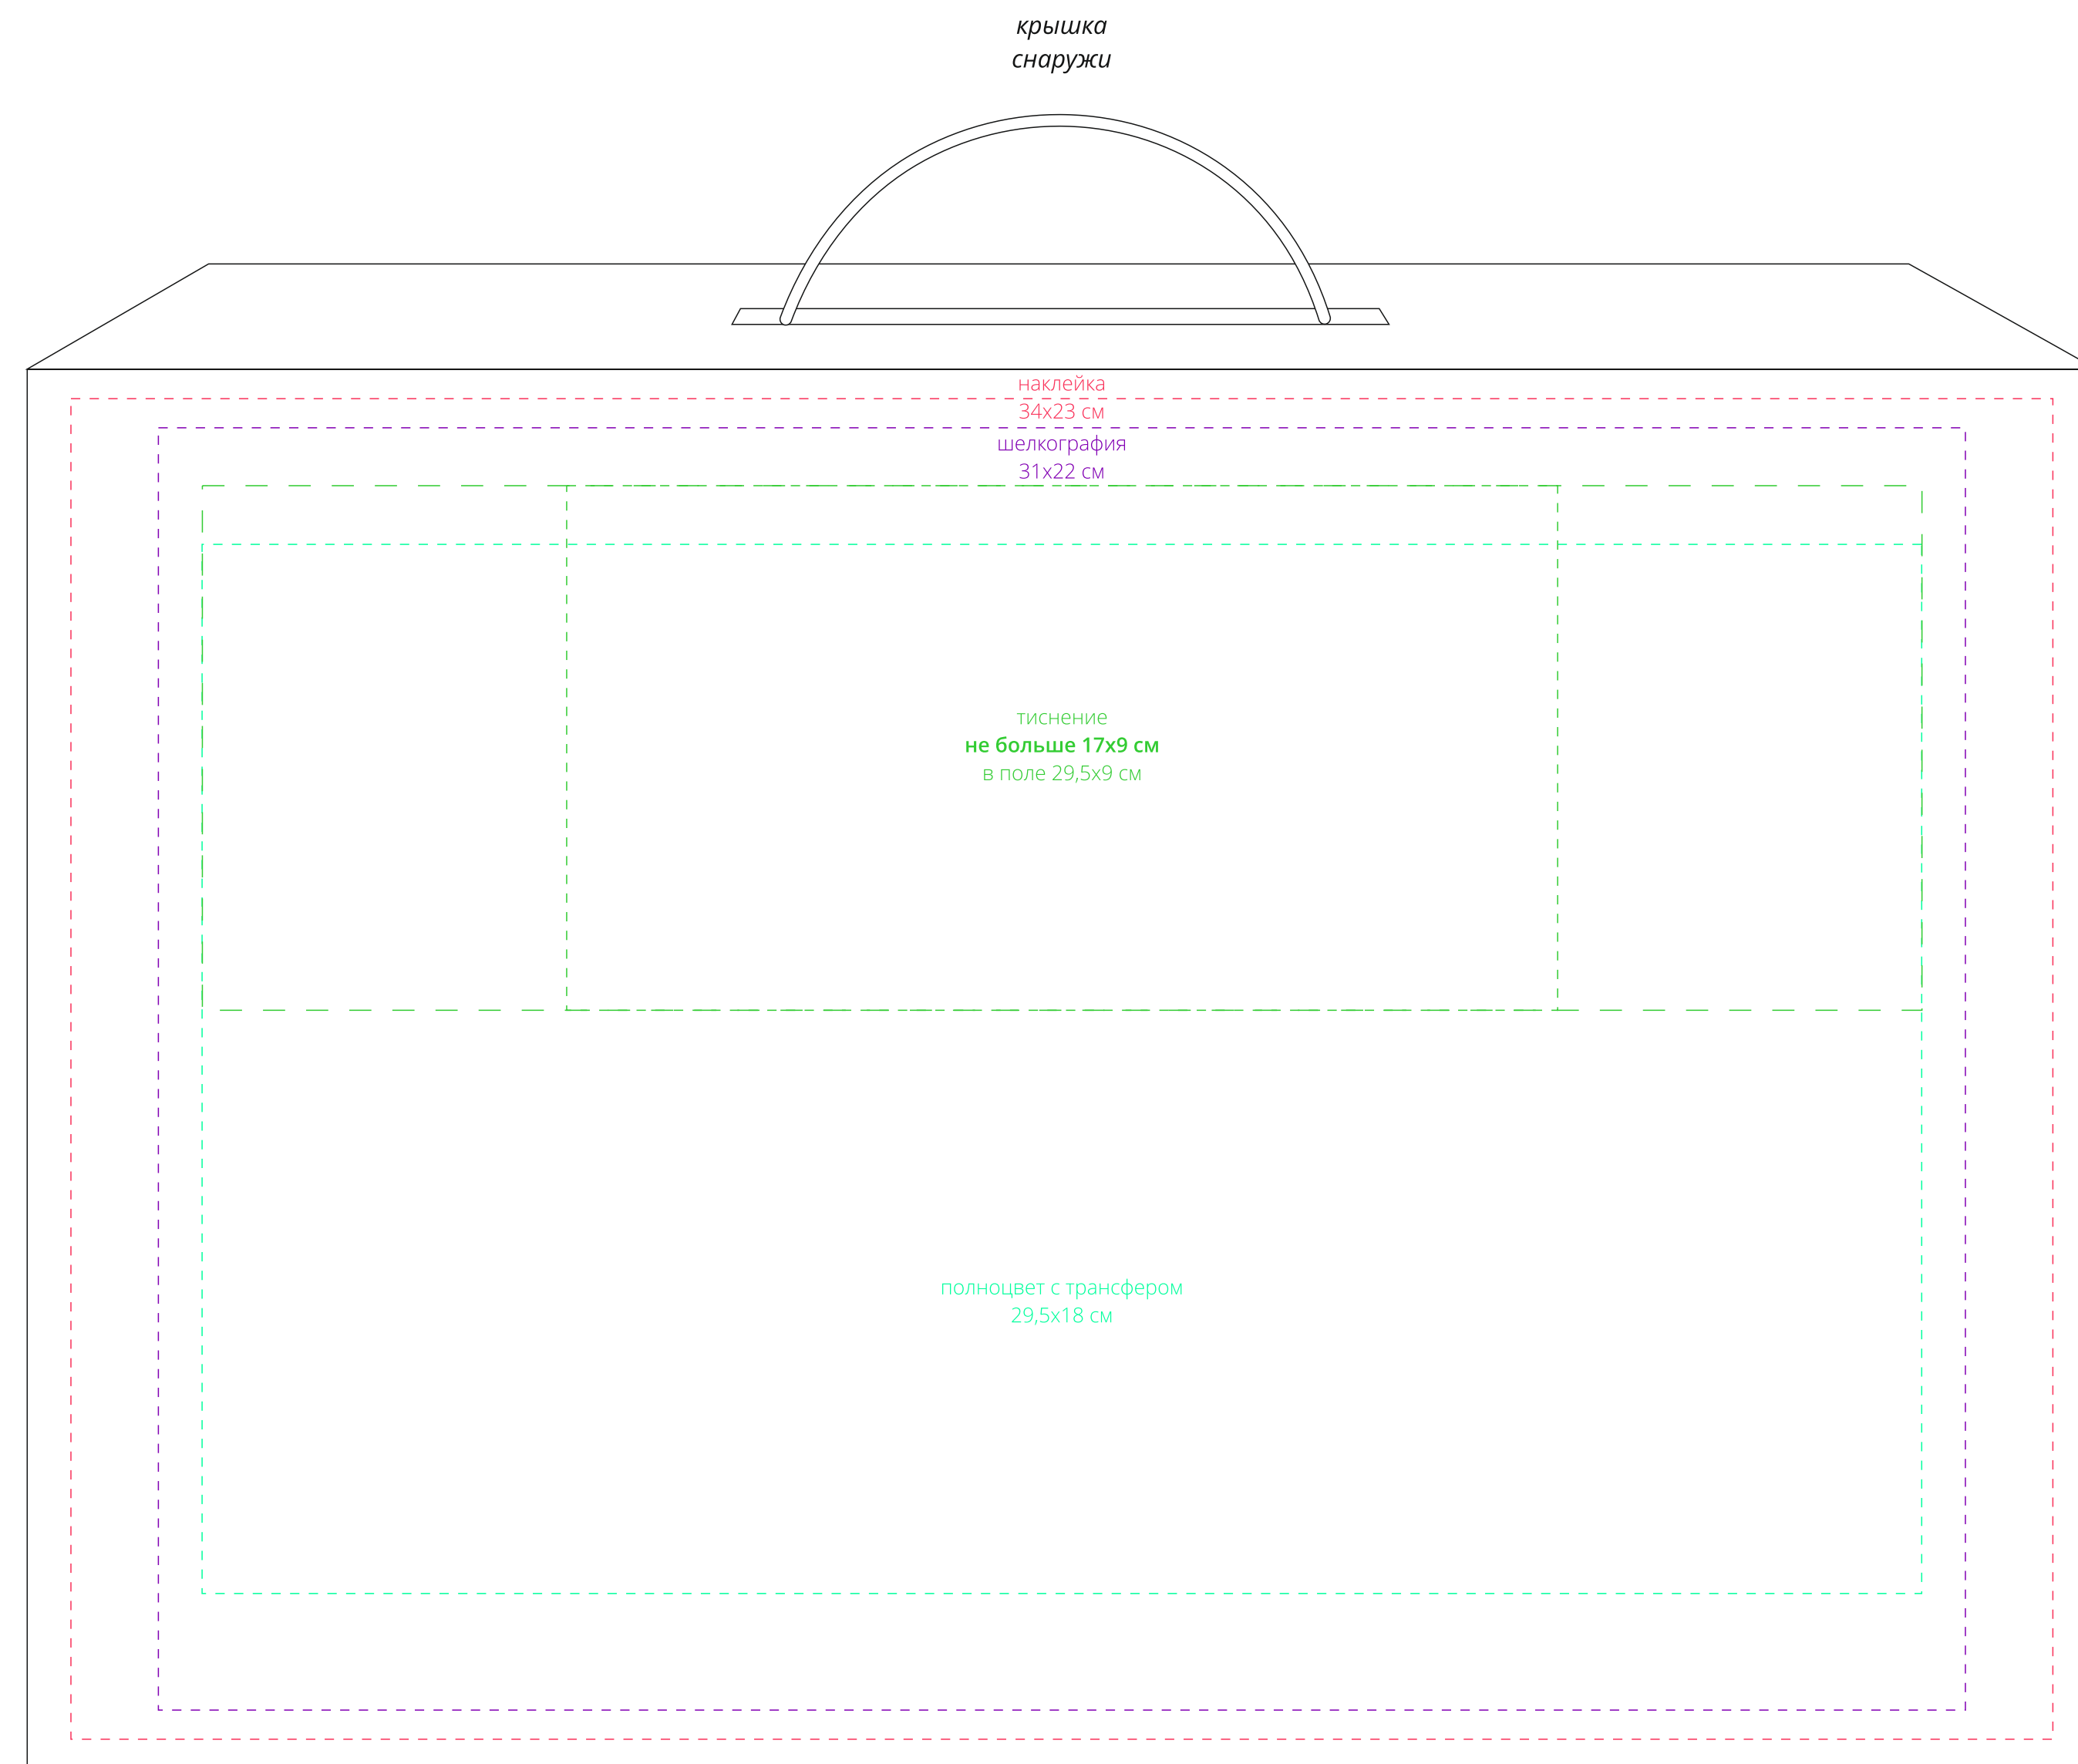 крышка
снаружи
наклейка
34х23 см
шелкография
31х22 см
тиснение
не больше 17х9 см
в поле 29,5х9 см
полноцвет с трансфером
29,5х18 см